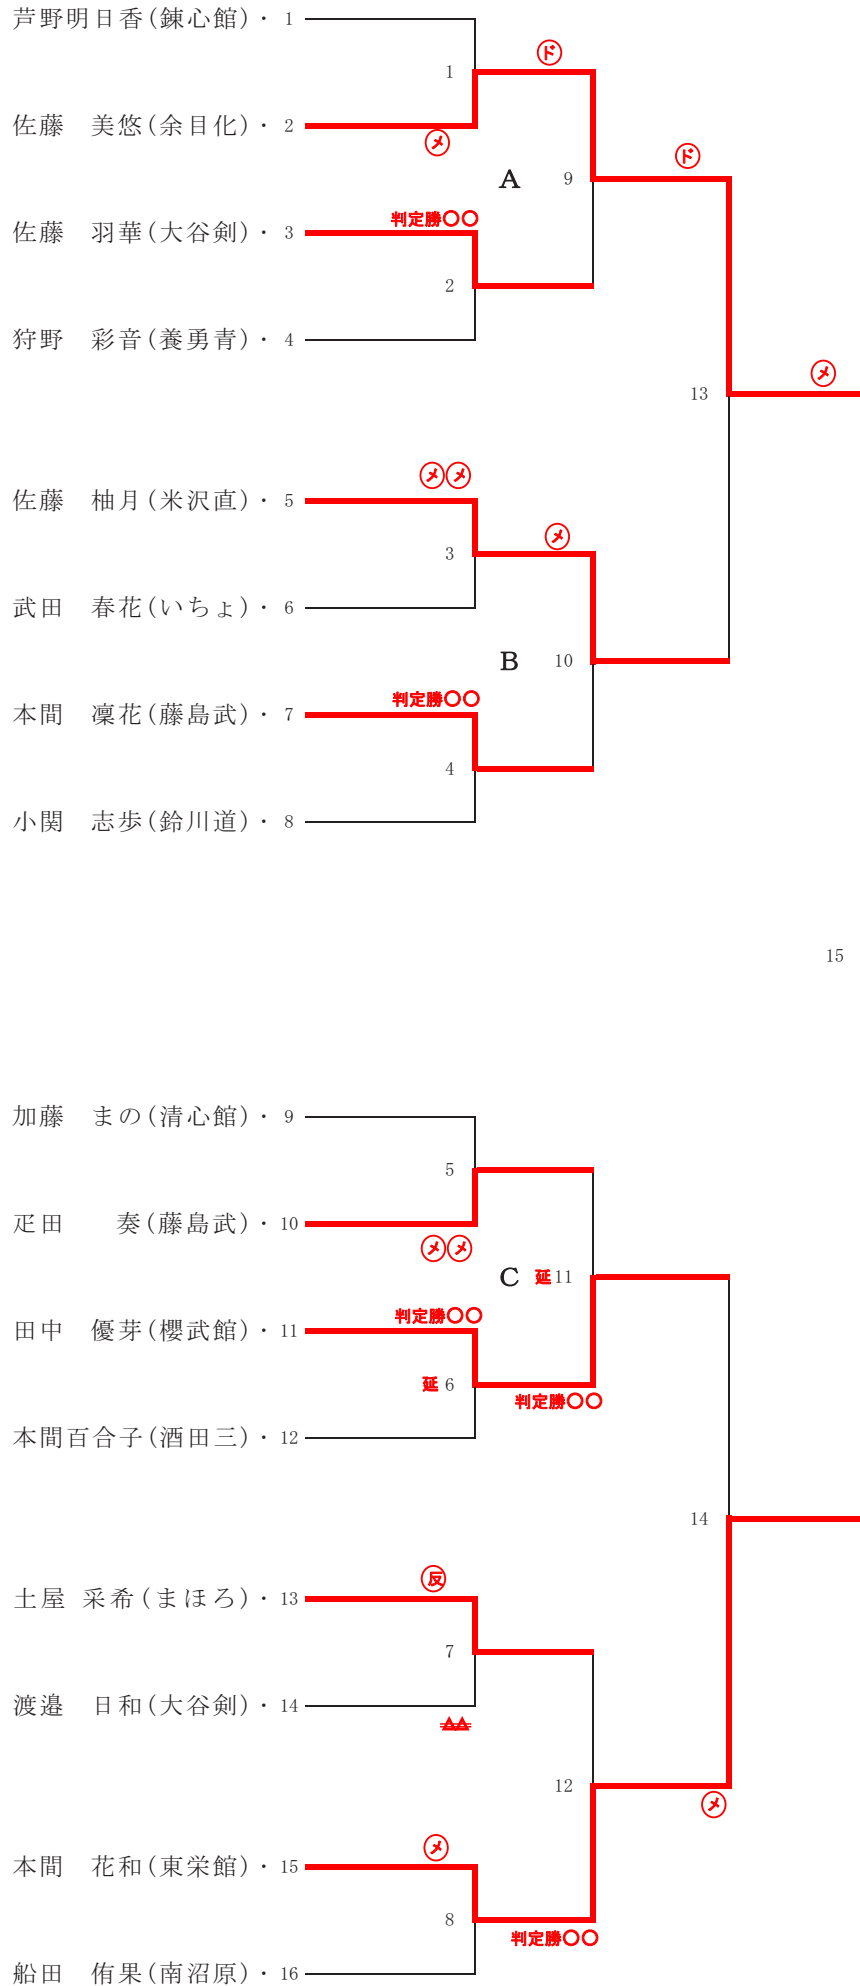 芦野明日香(錬心館)・ 1
ド
1
佐藤　美悠(余目化)・ 2
メ
ド
A 9
判定勝〇〇
佐藤　羽華(大谷剣)・ 3
2
狩野　彩音(養勇青)・ 4
メ
13
メメ
佐藤　柚月(米沢直)・ 5
メ
3
武田　春花(いちょ)・ 6
B 10
判定勝〇〇
本間　凜花(藤島武)・ 7
4
小関　志歩(鈴川道)・ 8
15
加藤　まの(清心館)・ 9
5
疋田　　奏(藤島武)・ 10
メメ
C 延 11
判定勝〇〇
田中　優芽(櫻武館)・ 11
延 6
判定勝〇〇
本間百合子(酒田三)・ 12
14
反
土屋 采希(まほろ)・ 13
7
渡邉　日和(大谷剣)・ 14
△△
12
メ
メ
本間　花和(東栄館)・ 15
8
判定勝〇〇
船田　侑果(南沼原)・ 16